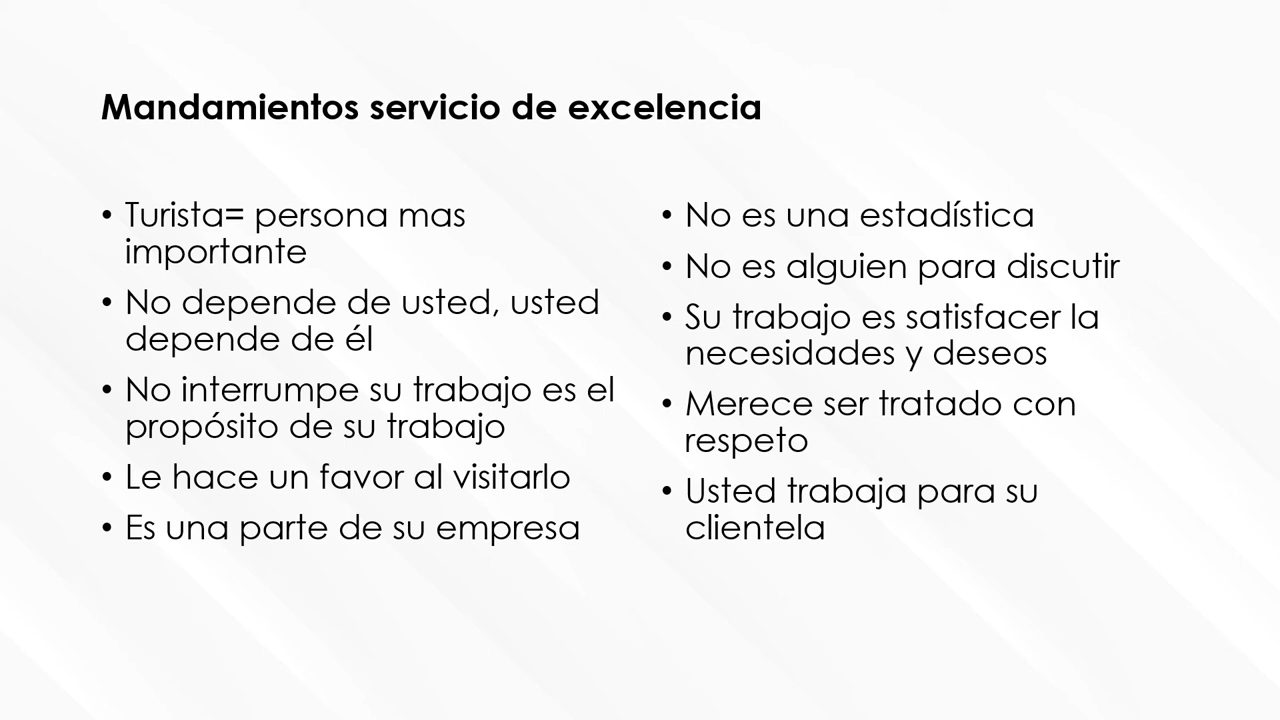 Mandamientos servicio de excelencia
• Turista= persona mas
importante
• No depende de usted, usted
depende de él
• No interrumpe su trabajo es el
propósito de su trabajo
• Le hace un favor al visitarlo
• Es una parte de su empresa
• No es una estadística
• No es alguien para discutir
• Su trabajo es satisfacer la
necesidades y deseos
• Merece ser tratado con
respeto
• Usted trabaja para su
clientela